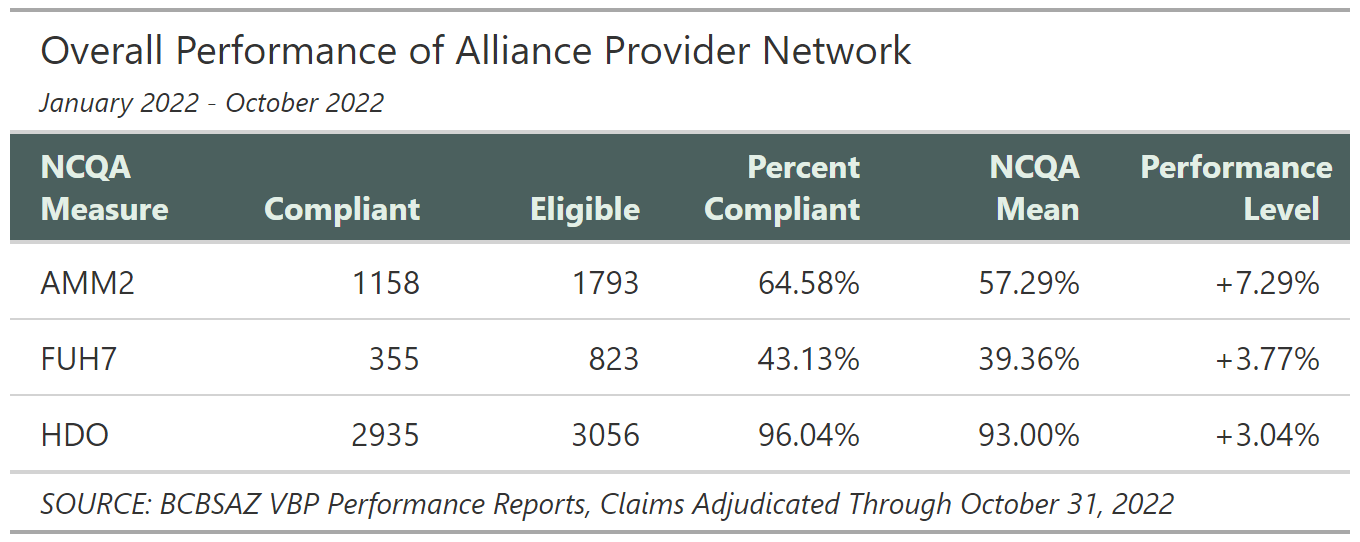 Overall Performance of Alliance Provider Network
January 2022 - October 2022
NCQA Measure Compliant Eligible Percent Compliant NCQA Mean Performance Level
AMM2 1158 1793 64.58% 57.29% +7.29%
FUH7 355 823 43.13% 39.36% +3.77%
HDO 2935 3056 96.04% 93.00% +3.04%
SOURCE: BCBSAZ VBP Performance Reports, Claims Adjudicated Through October 31, 2022